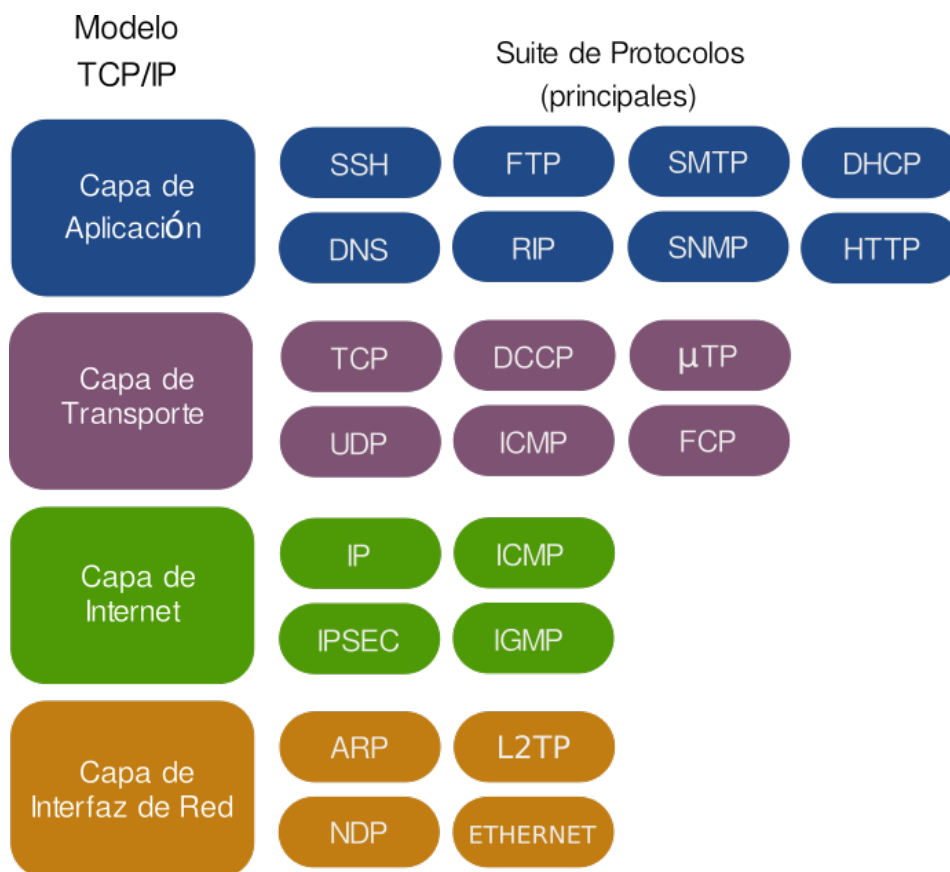 Modelo
TCP/IP
Suite de Protocolos
(principales)
Capa de
Aplicación
SSH
FTP
SMTP
DHCP
DNS
RIP
SNMP
HTTP
Capa de
Transporte
TCP
DCCP
µTP
UDP
ICMP
FCP
Capa de
Internet
IP
ICMP
IPSEC
IGMP
Capa de
Interfaz de Red
ARP
L2TP
NDP
ETHERNET